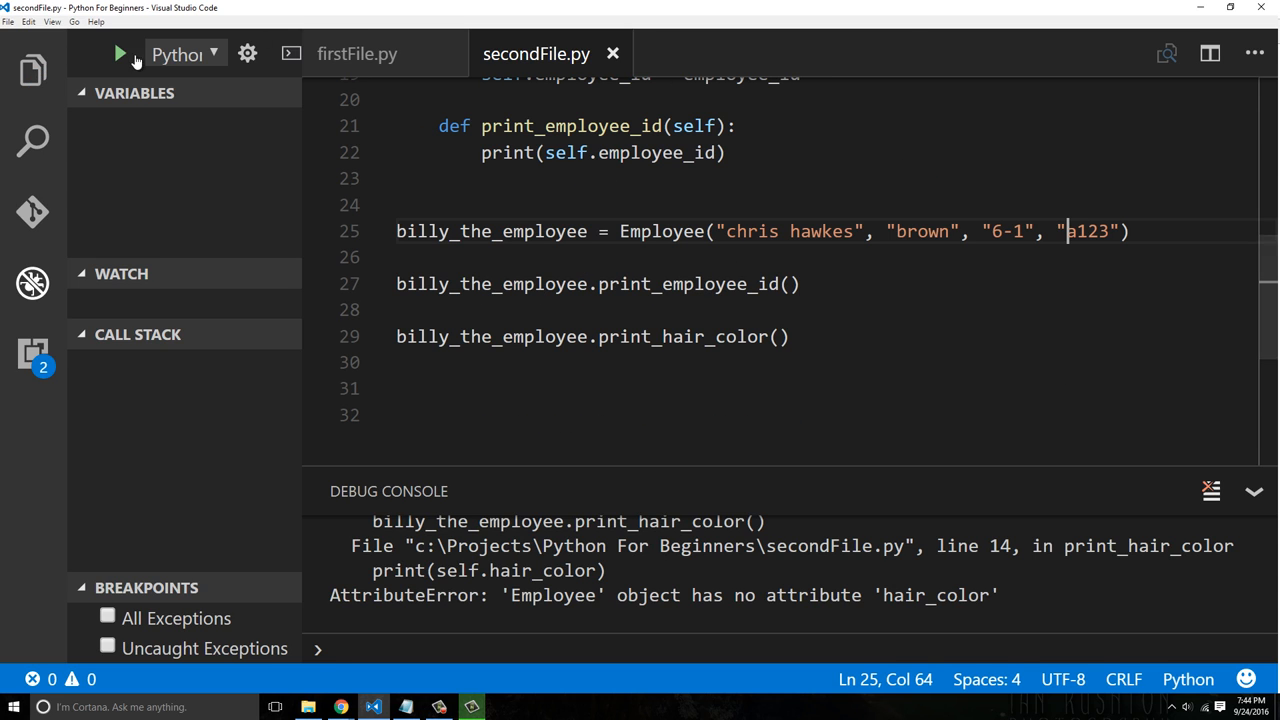 secondFile.py - Python For Beginners - Visual Studio Code
File Edit View Go Help
Python
firstFile.py
secondFile.py
VARIABLES
WATCH
CALL STACK
BREAKPOINTS
All Exceptions
Uncaught Exceptions
2
19 self.employee_id = employee_id
20
21 def print_employee_id(self):
22 print(self.employee_id)
23
24
25 billy_the_employee = Employee("chris hawkes", "brown", "6-1", "a123")
26
27 billy_the_employee.print_employee_id()
28
29 billy_the_employee.print_hair_color()
30
31
32
DEBUG CONSOLE
billy_the_employee.print_hair_color()
File "c:\Projects\Python For Beginners\secondFile.py", line 14, in print_hair_color
print(self.hair_color)
AttributeError: 'Employee' object has no attribute 'hair_color'
0 0
Ln 25, Col 64 Spaces: 4 UTF-8 CRLF Python
I'm Cortana. Ask me anything.
7:44 PM
9/24/2016